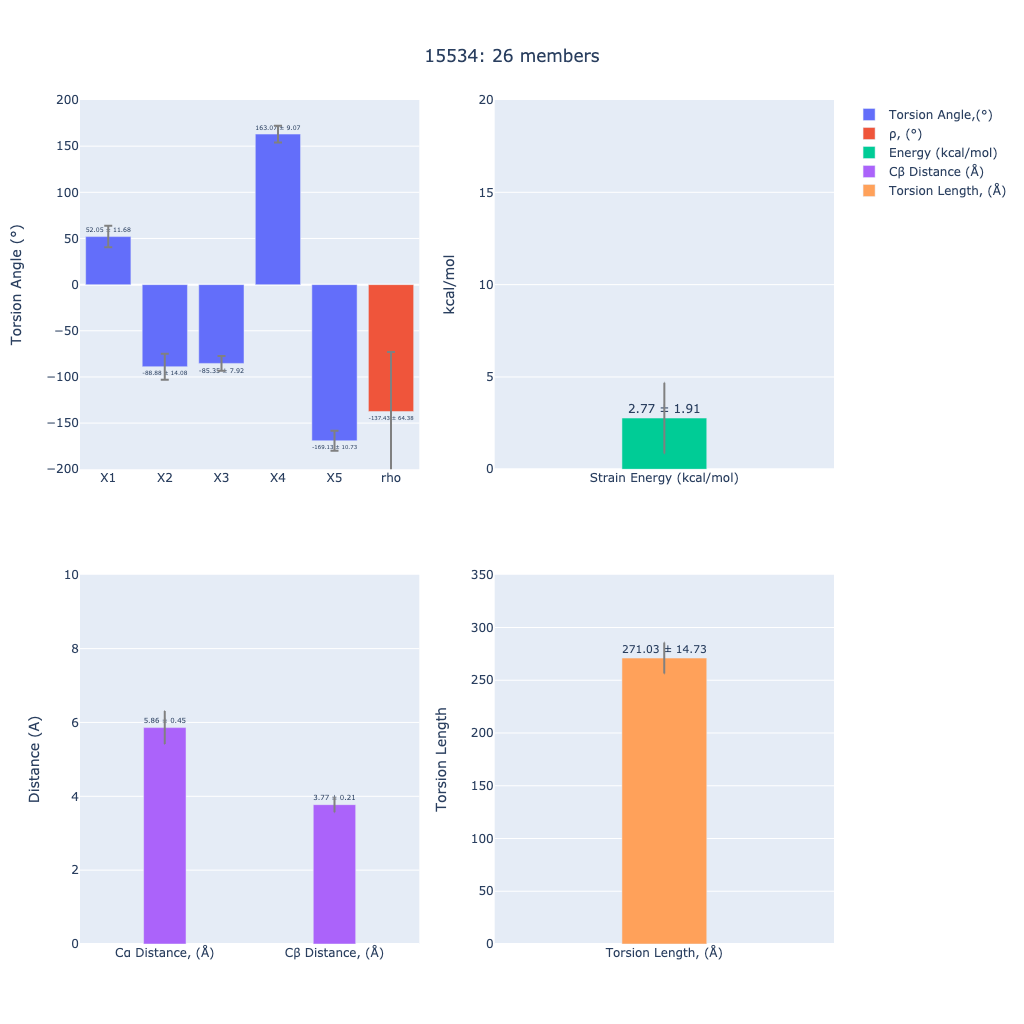 15534: 26 members
Torsion Angle (°)
200
150
100
50
0
−50
−100
−150
−200
52.05 ± 11.68
-88.88 ± 14.08
-85.35 ± 7.92
163.07 ± 9.07
-169.13 ± 10.73
-137.43 ± 64.38
X1 X2 X3 X4 X5 rho
kcal/mol
20
15
10
5
0
2.77 ± 1.91
Strain Energy (kcal/mol)
Torsion Angle,(°)
ρ, (°)
Energy (kcal/mol)
Cβ Distance (Å)
Torsion Length, (Å)
Distance (A)
10
8
6
4
2
0
5.86 ± 0.45
3.77 ± 0.21
Cα Distance, (Å) Cβ Distance, (Å)
Torsion Length
350
300
250
200
150
100
50
0
271.03 ± 14.73
Torsion Length, (Å)